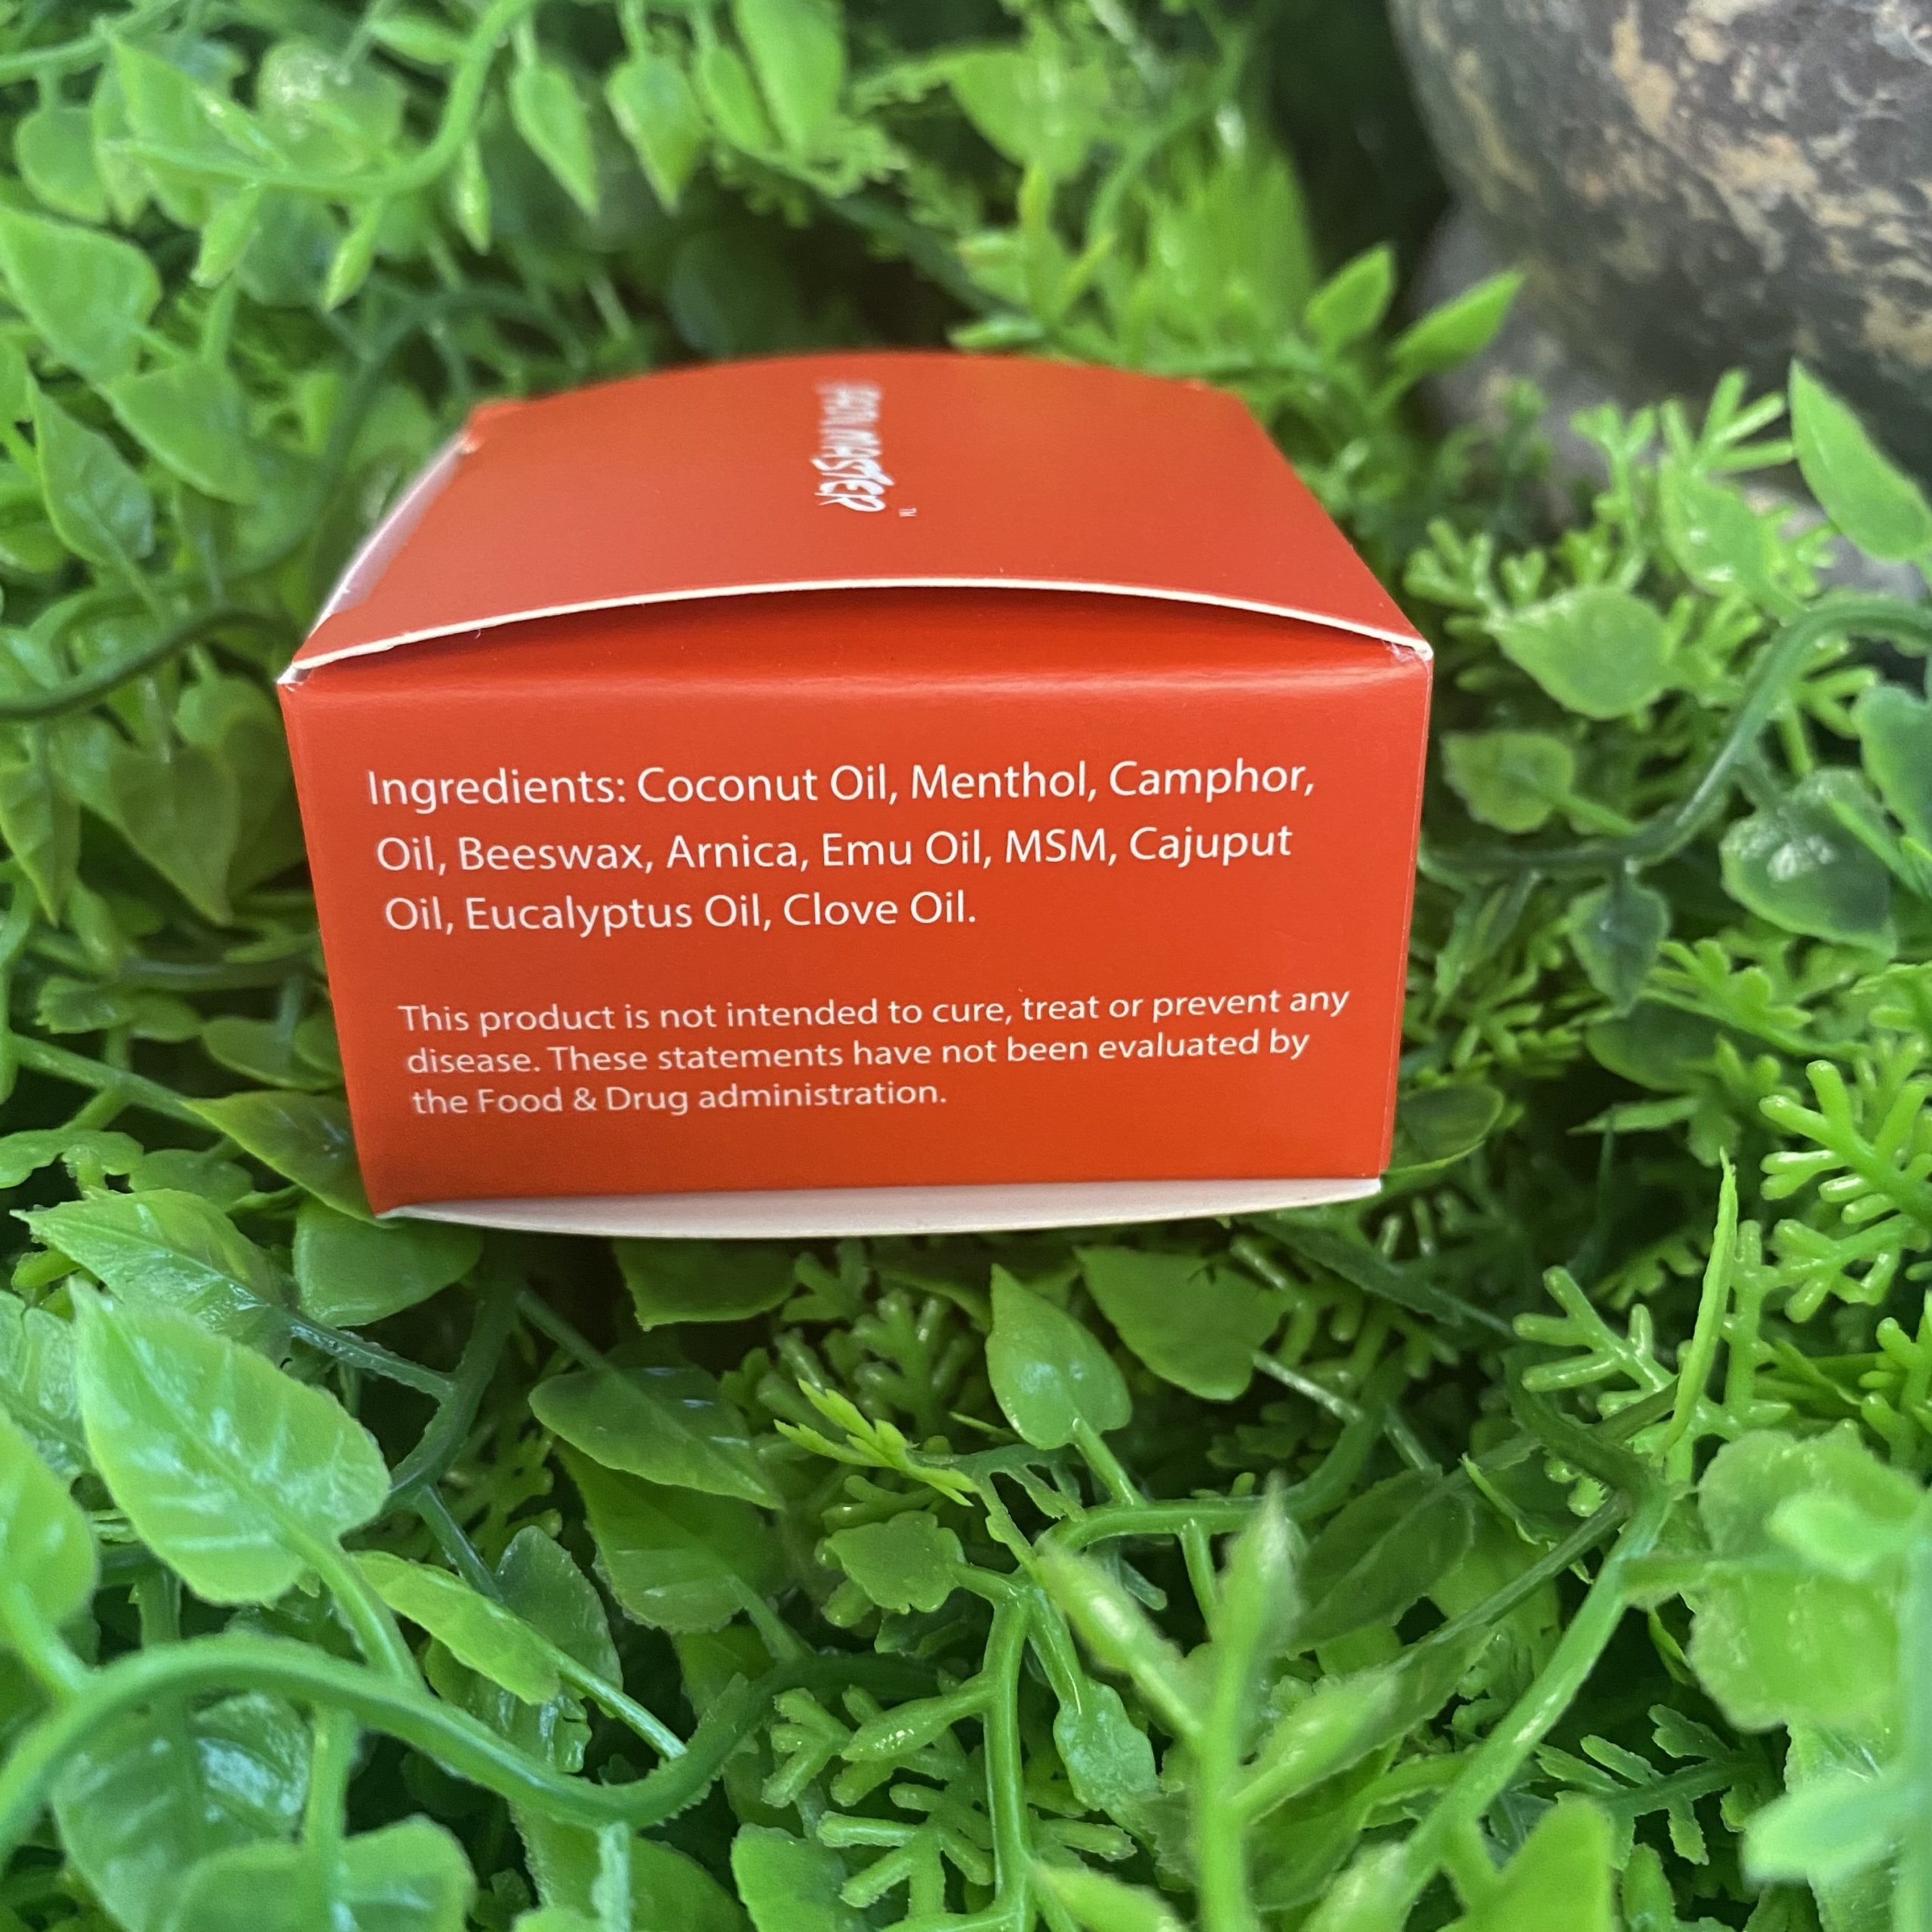 MASTER
TM
Ingredients: Coconut Oil, Menthol, Camphor,
Oil, Beeswax, Arnica, Emu Oil, MSM, Cajuput
Oil, Eucalyptus Oil, Clove Oil.
This product is not intended to cure, treat or prevent any
disease. These statements have not been evaluated by
the Food & Drug administration.